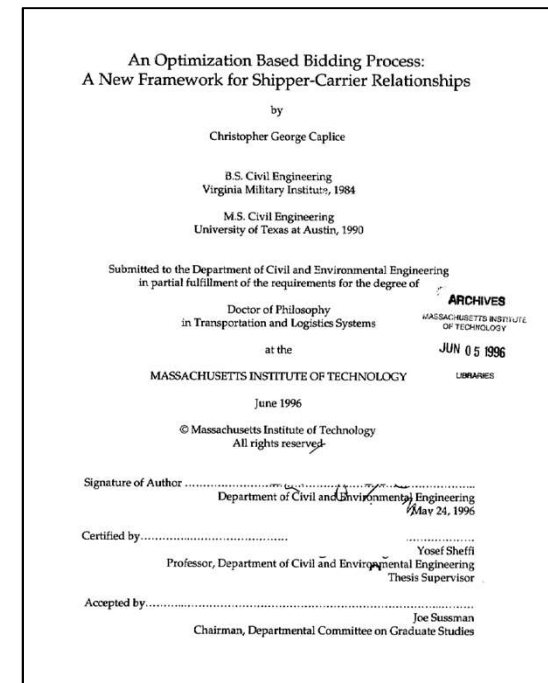 An Optimization Based Bidding Process:
A New Framework for Shipper-Carrier Relationships
by
Christopher George Caplice
B.S. Civil Engineering
Virginia Military Institute, 1984
M.S. Civil Engineering
University of Texas at Austin, 1990
Submitted to the Department of Civil and Environmental Engineering
in partial fulfillment of the requirements for the degree of
Doctor of Philosophy
in Transportation and Logistics Systems
at the
MASSACHUSETTS INSTITUTE OF TECHNOLOGY
June 1996
© Massachusetts Institute of Technology
All rights reserved
ARCHIVES
MASSACHUSETTS INSTITUTE
OF TECHNOLOGY
JUN 05 1996
LIBRARIES
Signature of Author ............................................................
Department of Civil and Environmental Engineering
May 24, 1996
Certified by........................................ ..................
Yosef Sheffi
Professor, Department of Civil and Environmental Engineering
Thesis Supervisor
Accepted by....................................................................................
Joe Sussman
Chairman, Departmental Committee on Graduate Studies